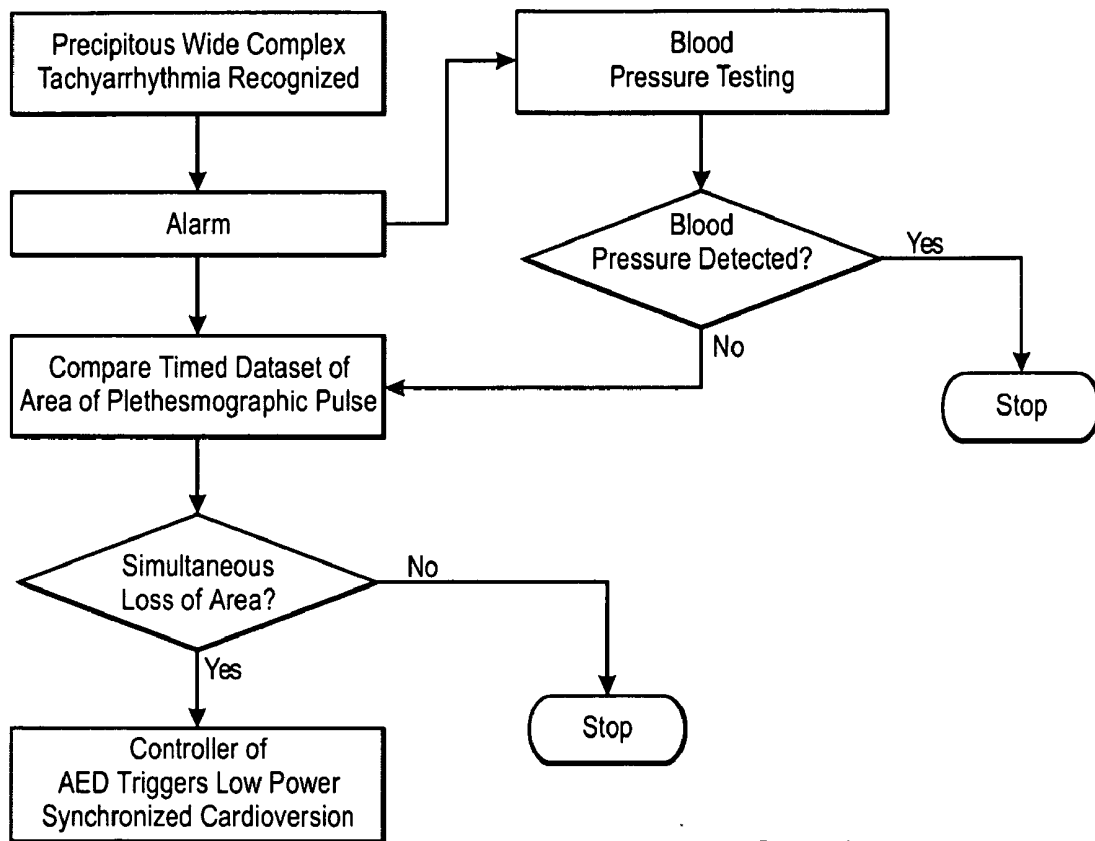 Precipitous Wide Complex
Tachyarrhythmia Recognized
Blood
Pressure Testing
Alarm
Blood
Pressure Detected?
Yes
No
Compare Timed Dataset of
Area of Plethesmographic Pulse
Stop
Simultaneous
Loss of Area?
No
Yes
Stop
Controller of
AED Triggers Low Power
Synchronized Cardioversion